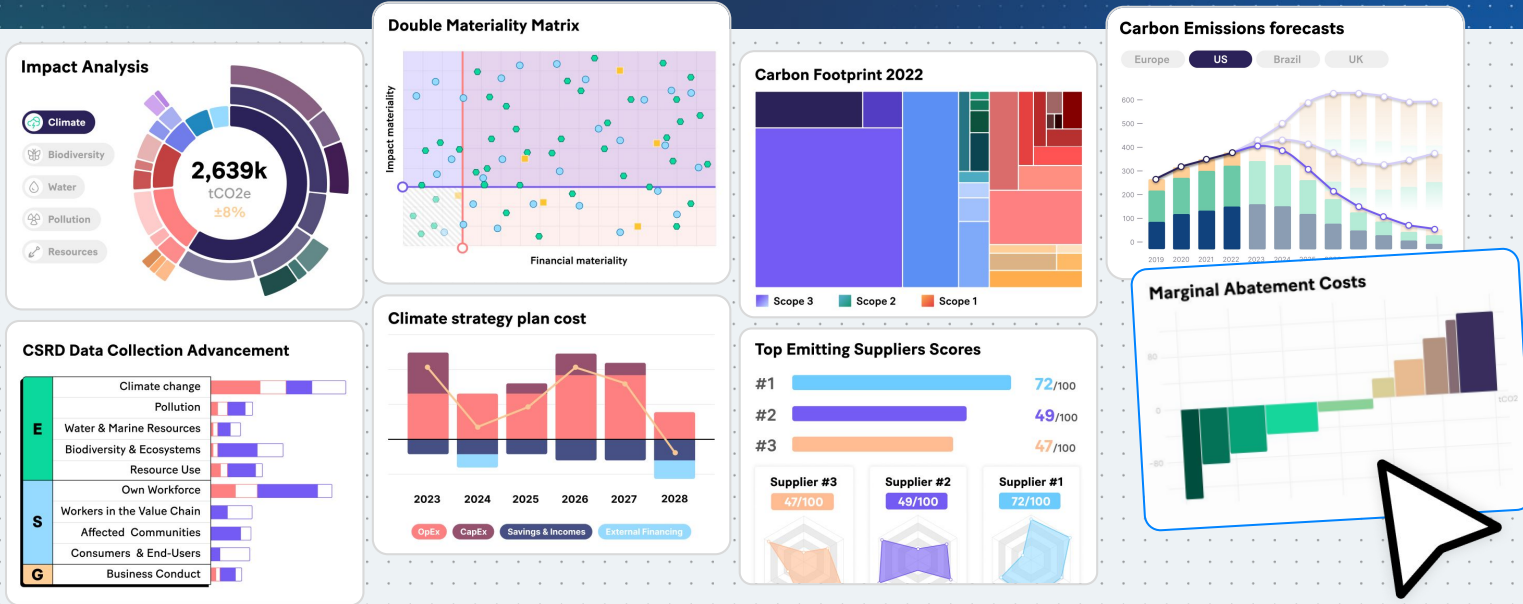 Impact Analysis
Climate
Biodiversity
Water
Pollution
Resources
2,639k
tCO2e
±8%
CSRD Data Collection Advancement
E
Climate change
Pollution
Water & Marine Resources
Biodiversity & Ecosystems
Resource Use
S
Own Workforce
Workers in the Value Chain
Affected Communities
Consumers & End-Users
G
Business Conduct
Double Materiality Matrix
Impact materiality
Financial materiality
Climate strategy plan cost
2023 2024 2025 2026 2027 2028
OpEx CapEx Savings & Incomes External Financing
Carbon Footprint 2022
Scope 3 Scope 2 Scope 1
Top Emitting Suppliers Scores
#1 72/100
#2 49/100
#3 47/100
Supplier #3 Supplier #2 Supplier #1
47/100 49/100 72/100
Carbon Emissions forecasts
Europe US Brazil UK
600
500
400
300
200
100
0
2019 2020 2021 2022 2023 2024
Marginal Abatement Costs
80
0
-80
tCO2